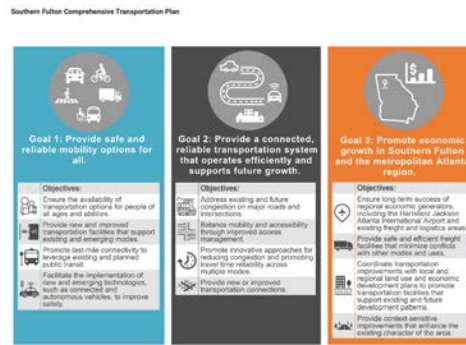 Southern Fulton Comprehensive Transportation Plan
Goal 1: Provide safe and
reliable mobility options for
all.
Objectives:
Ensure the availability of
transportation options for people of
all ages and abilities.
Provide new and improved
transportation facilities that support
existing and emerging modes.
Promote last-mile connectivity to
leverage existing and planned
public transit.
Facilitate the implementation of
new and emerging technologies,
such as connected and
autonomous vehicles, to improve
safety.
Goal 2: Provide a connected,
reliable transportation system
that operates efficiently and
supports future growth.
Objectives:
Address existing and future
congestion on major roads and
intersections.
Balance mobility and accessibility
through improved access
management.
Promote innovative approaches for
reducing congestion and promoting
travel time reliability across
multiple modes.
Provide new or improved
transportation connections.
$
Goal 3: Promote economic
growth in Southern Fulton
and the metropolitan Atlanta
region.
Objectives:
Ensure long-term success of
regional economic generators,
including the Hartsfield Jackson
Atlanta International Airport and
existing freight and logistics areas.
Provide safe and efficient freight
facilities that minimize conflicts
with other modes and uses.
Coordinate transportation
improvements with local and
regional land use and economic
development plans to promote
transportation facilities that
support existing and future
development patterns.
Provide context-sensitive
improvements that enhance the
existing character of the area.